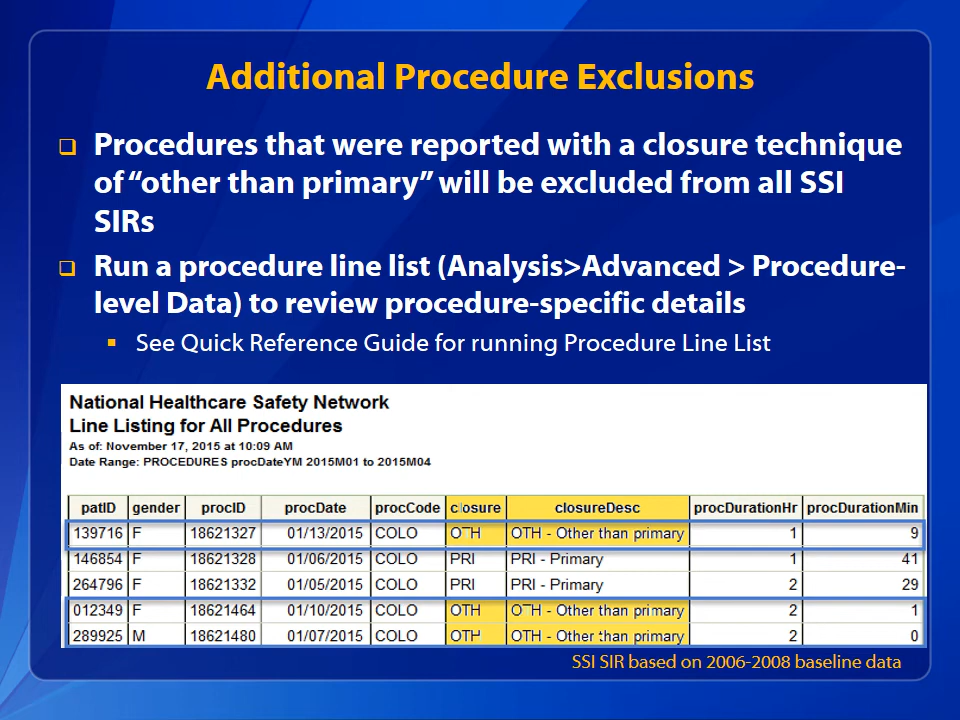 Additional Procedure Exclusions
Procedures that were reported with a closure technique
of “other than primary” will be excluded from all SSI
SIRs
Run a procedure line list (Analysis>Advanced > Procedure-
level Data) to review procedure-specific details
See Quick Reference Guide for running Procedure Line List
National Healthcare Safety Network
Line Listing for All Procedures
As of: November 17, 2015 at 10:09 AM
Date Range: PROCEDURES procDateYM 2015M01 to 2015M04
patID gender procID procDate procCode closure closureDesc procDurationHr procDurationMin
139716 F 18621327 01/13/2015 COLO OTH OTH - Other than primary 1 9
146854 F 18621328 01/06/2015 COLO PRI PRI - Primary 1 41
264796 F 18621332 01/05/2015 COLO PRI PRI - Primary 2 29
012349 F 18621464 01/10/2015 COLO OTH OTH - Other than primary 2 1
289925 M 18621480 01/07/2015 COLO OTH OTH - Other than primary 2 0
SSI SIR based on 2006-2008 baseline data